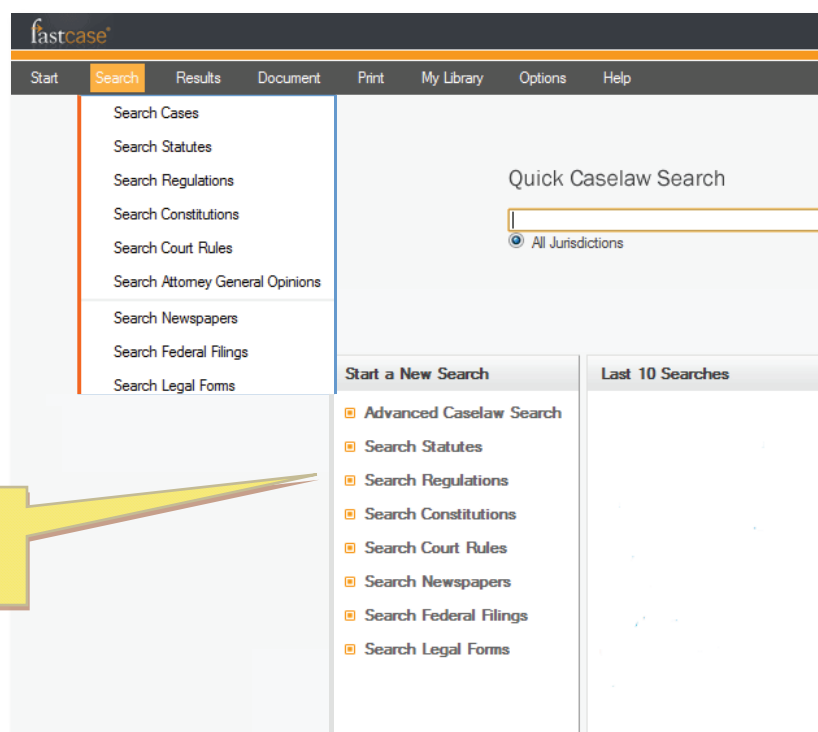 fastcase®
Start Search Results Document Print My Library Options Help
Search Cases
Search Statutes
Search Regulations
Search Constitutions
Search Court Rules
Search Attorney General Opinions
Search Newspapers
Search Federal Filings
Search Legal Forms
Quick Caselaw Search
All Jurisdictions
Start a New Search
Advanced Caselaw Search
Search Statutes
Search Regulations
Search Constitutions
Search Court Rules
Search Newspapers
Search Federal Filings
Search Legal Forms
Last 10 Searches